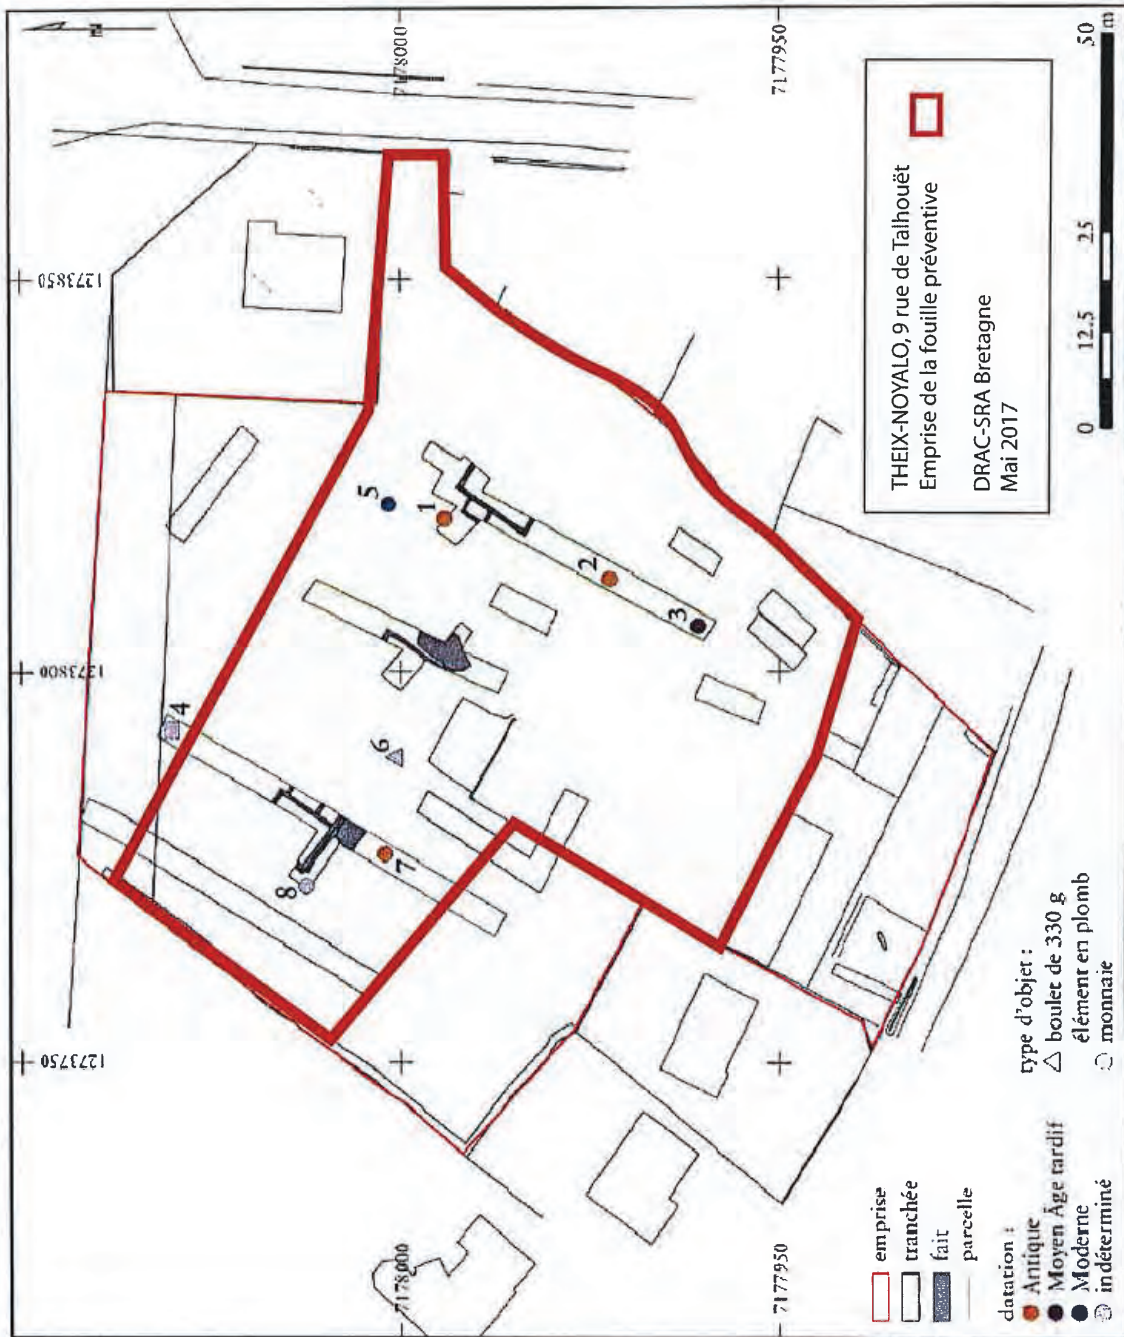 N
1273850
1273800
1273750
7178000
7177950
7178000
7177950
4
5
1
6
2
3
7
8
THEIX-NOYALO, 9 rue de Talhouët
Emprise de la fouille préventive
DRAC-SRA Bretagne
Mai 2017
0 12.5 25 50
m
emprise
tranchée
fait
parcelle
datation :
Antique
Moyen Âge tardif
Moderne
indéterminé
type d'objet :
boulet de 330 g
élément en plomb
monnaie